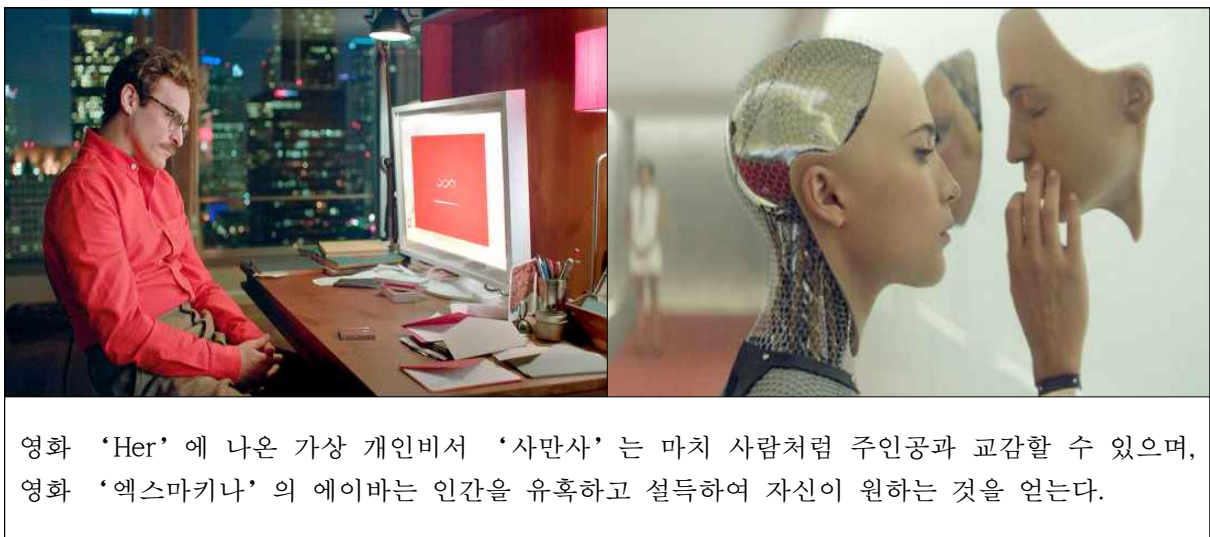 영화 ‘Her’에 나온 가상 개인비서 ‘사만사’는 마치 사람처럼 주인공과 교감할 수 있으며,
영화 ‘엑스마키나’의 에이바는 인간을 유혹하고 설득하여 자신이 원하는 것을 얻는다.